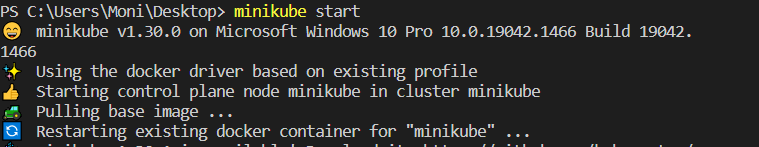 PS C:\Users\Moni\Desktop> minikube start
minikube v1.30.0 on Microsoft Windows 10 Pro 10.0.19042.1466 Build 19042.
1466
Using the docker driver based on existing profile
Starting control plane node minikube in cluster minikube
Pulling base image ...
Restarting existing docker container for "minikube" ...